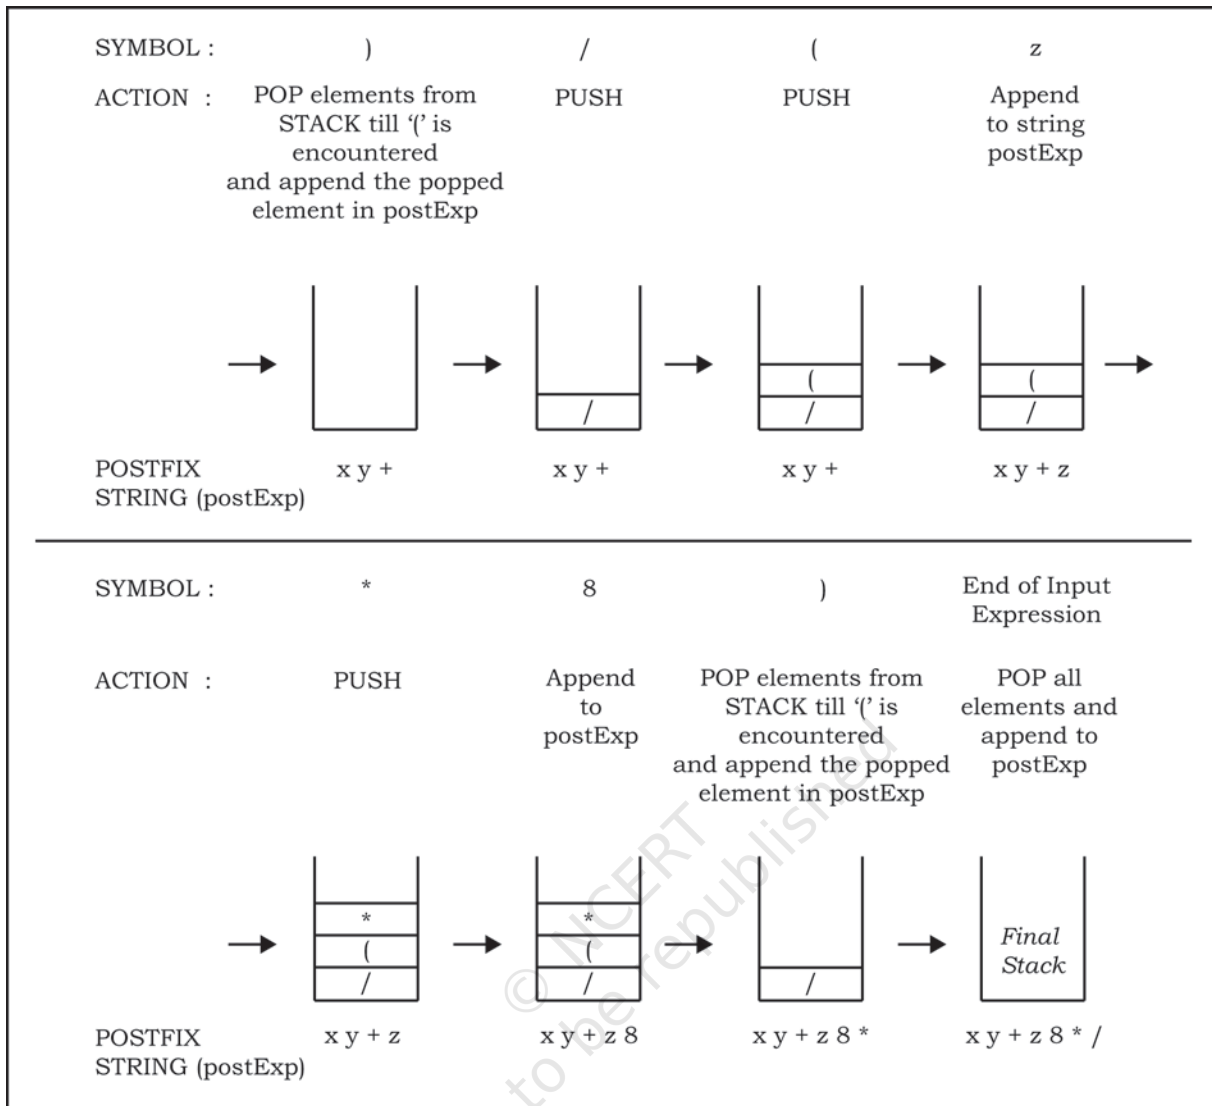 SYMBOL : ) / ( z
ACTION : POP elements from PUSH PUSH Append
STACK till ‘(’ is to string
encountered postExp
and append the popped
element in postExp
( (
/ / /
POSTFIX x y + x y + x y + x y + z
STRING (postExp)
SYMBOL : * 8 ) End of Input
Expression
ACTION : PUSH Append POP elements from POP all
to STACK till ‘(’ is elements and
postExp encountered append to
and append the popped postExp
element in postExp
* *
( ( Final
/ / / Stack
POSTFIX x y + z x y + z 8 x y + z 8 * x y + z 8 * /
STRING (postExp)
© NCERT
to be republished